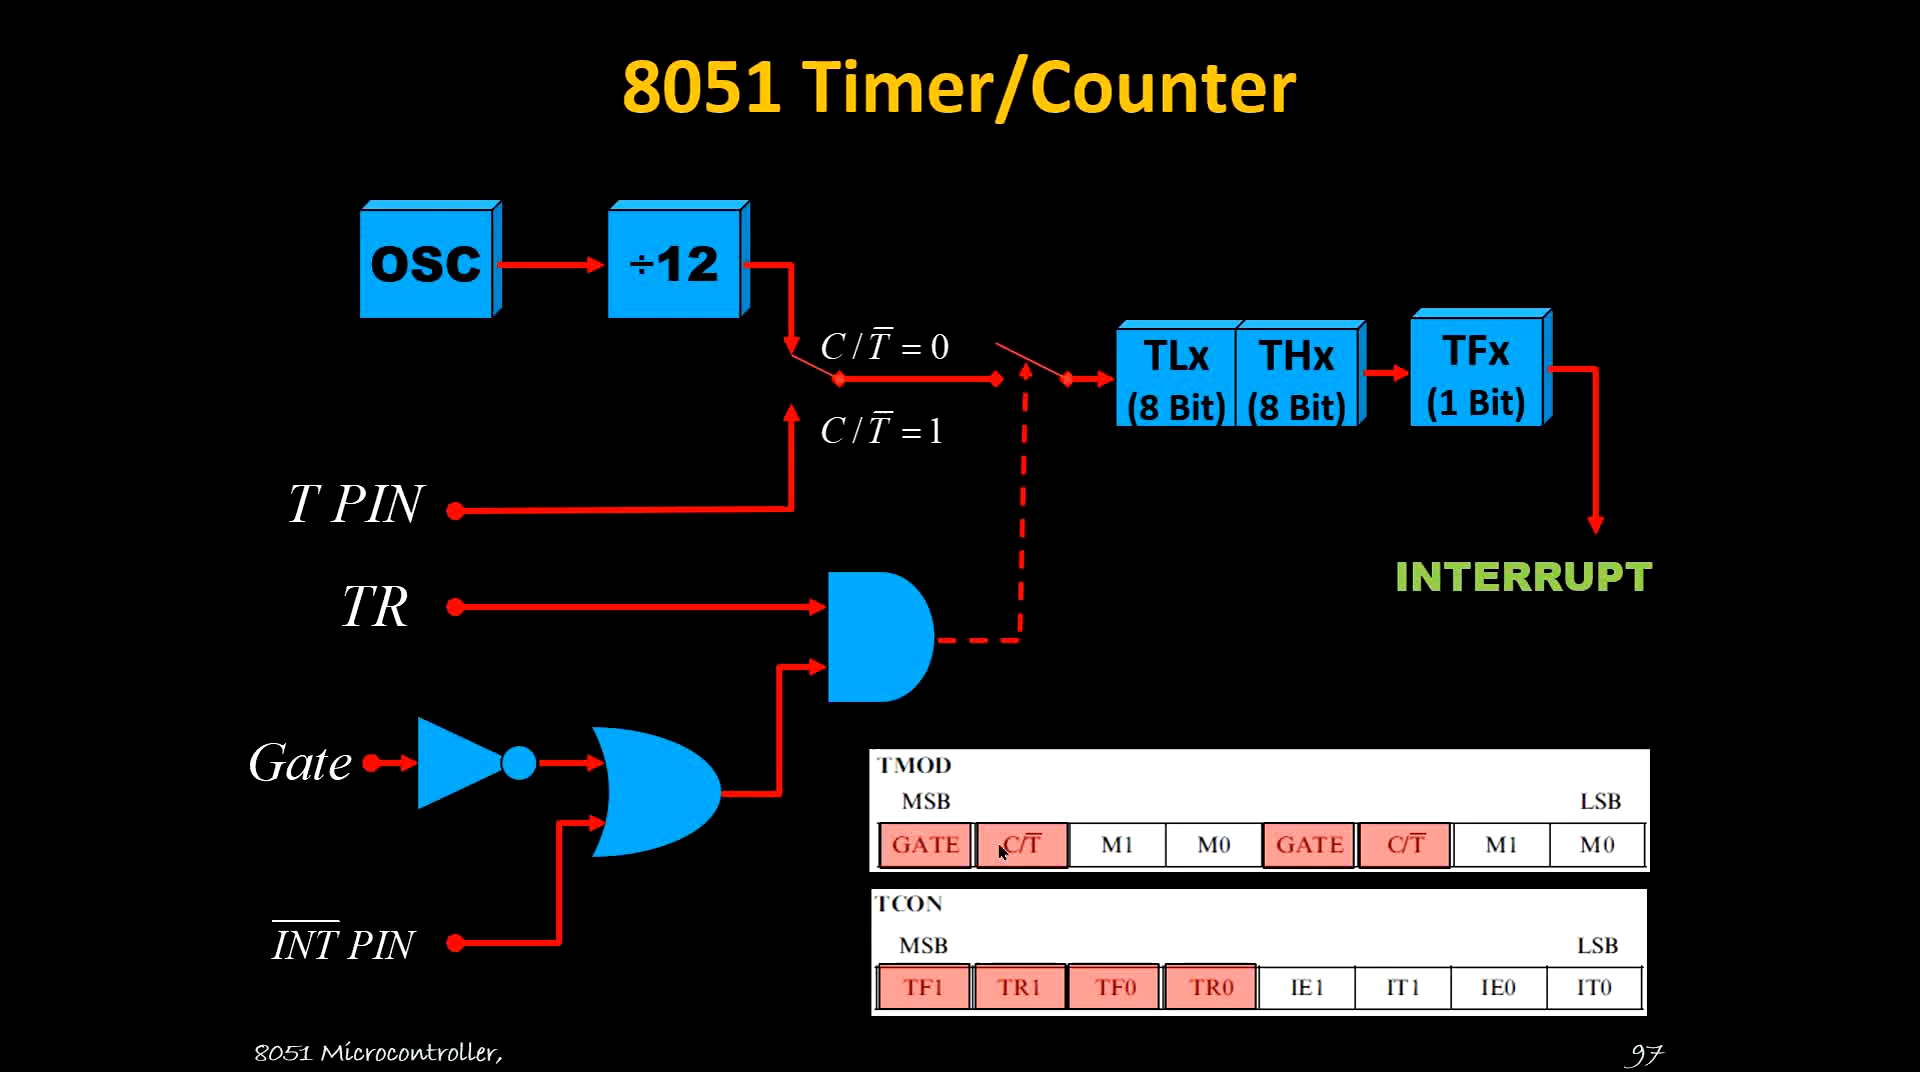 8051 Timer/Counter
OSC
÷12
C/T̅ = 0
C/T̅ = 1
TLx
(8 Bit)
THx
(8 Bit)
TFx
(1 Bit)
T PIN
INTERRUPT
TR
Gate
I̅N̅T̅ PIN
TMOD
MSB LSB
GATE C/T̅ M1 M0 GATE C/T̅ M1 M0
TCON
MSB LSB
TF1 TR1 TF0 TR0 IE1 IT1 IE0 IT0
8051 Microcontroller,
97